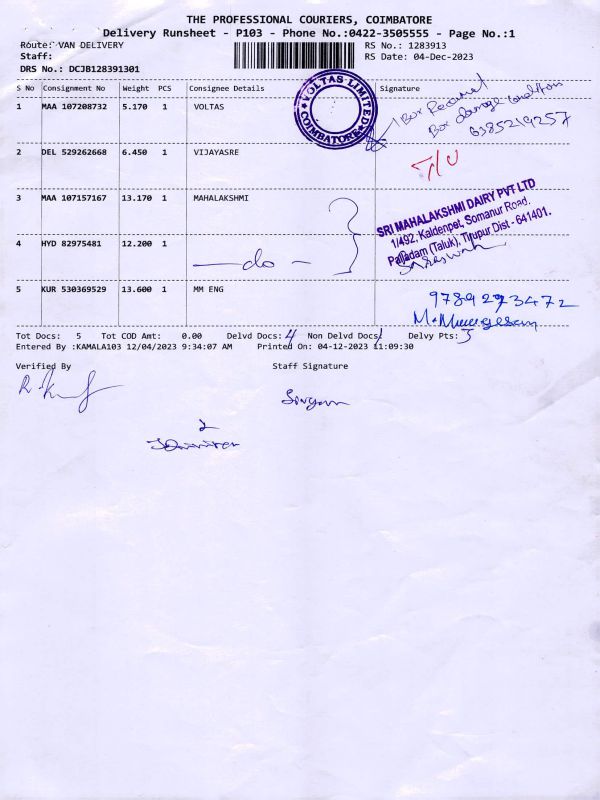 THE PROFESSIONAL COURIERS, COIMBATORE
Delivery Runsheet - P103 - Phone No.:0422-3505555 - Page No.:1
Route: VAN DELIVERY RS No.: 1283913
Staff: RS Date: 04-Dec-2023
DRS No.: DCJB128391301
S No Consignment No Weight PCS Consignee Details Signature
1 MAA 107208732 5.170 1 VOLTAS
VOLTAS LIMITED
COIMBATORE
Box Received
Box damage Condition
6385219257
2 DEL 529262668 6.450 1 VIJAYASRE
T/U
3 MAA 107157167 13.170 1 MAHALAKSHMI
SRI MAHALAKSHMI DAIRY PVT LTD
1/492, Kaldenpet, Somanur Road,
Palladam (Taluk), Tirupur Dist - 641401.
4 HYD 82975481 12.200 1 — do —
5 KUR 530369529 13.600 1 MM ENG
9789293472
M. Murugesan
Tot Docs: 5 Tot COD Amt: 0.00 Delvd Docs: 4 Non Delvd Docs: 1 Delvy Pts: 3
Entered By :KAMALA103 12/04/2023 9:34:07 AM Printed On: 04-12-2023 11:09:30
Verified By Staff Signature